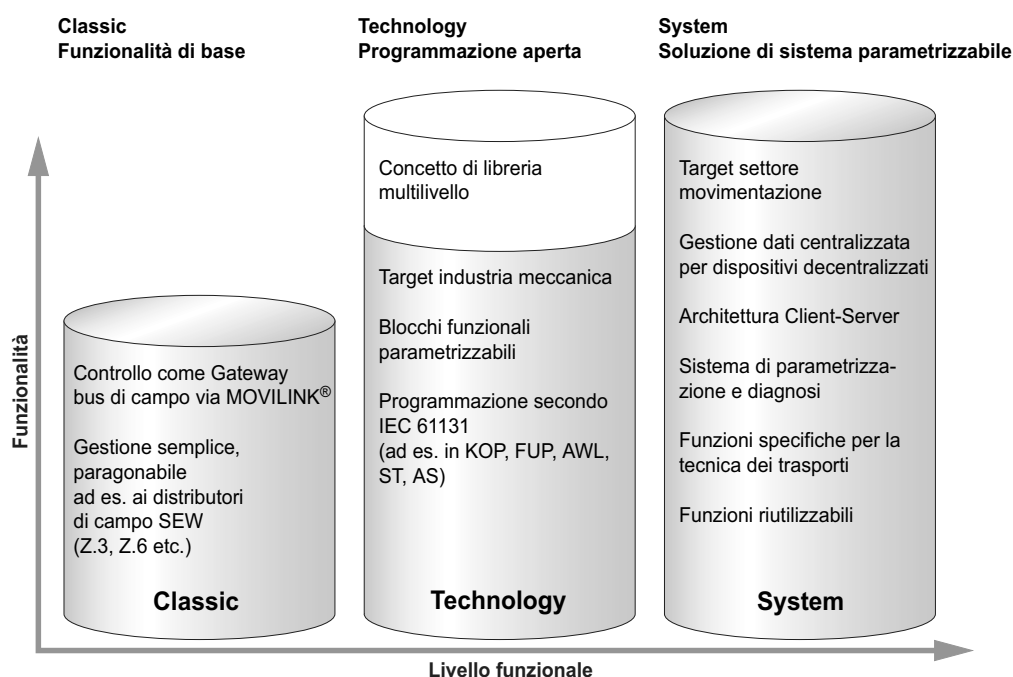 Classic
Funzionalità di base
Technology
Programmazione aperta
System
Soluzione di sistema parametrizzabile
Funzionalità
Controllo come Gateway
bus di campo via MOVILINK®
Gestione semplice,
paragonabile
ad es. ai distributori
di campo SEW
(Z.3, Z.6 etc.)
Classic
Concetto di libreria
multilivello
Target industria meccanica
Blocchi funzionali
parametrizzabili
Programmazione secondo
IEC 61131
(ad es. in KOP, FUP, AWL,
ST, AS)
Technology
Target settore
movimentazione
Gestione dati centralizzata
per dispositivi decentralizzati
Architettura Client-Server
Sistema di parametrizza-
zione e diagnosi
Funzioni specifiche per la
tecnica dei trasporti
Funzioni riutilizzabili
System
Livello funzionale